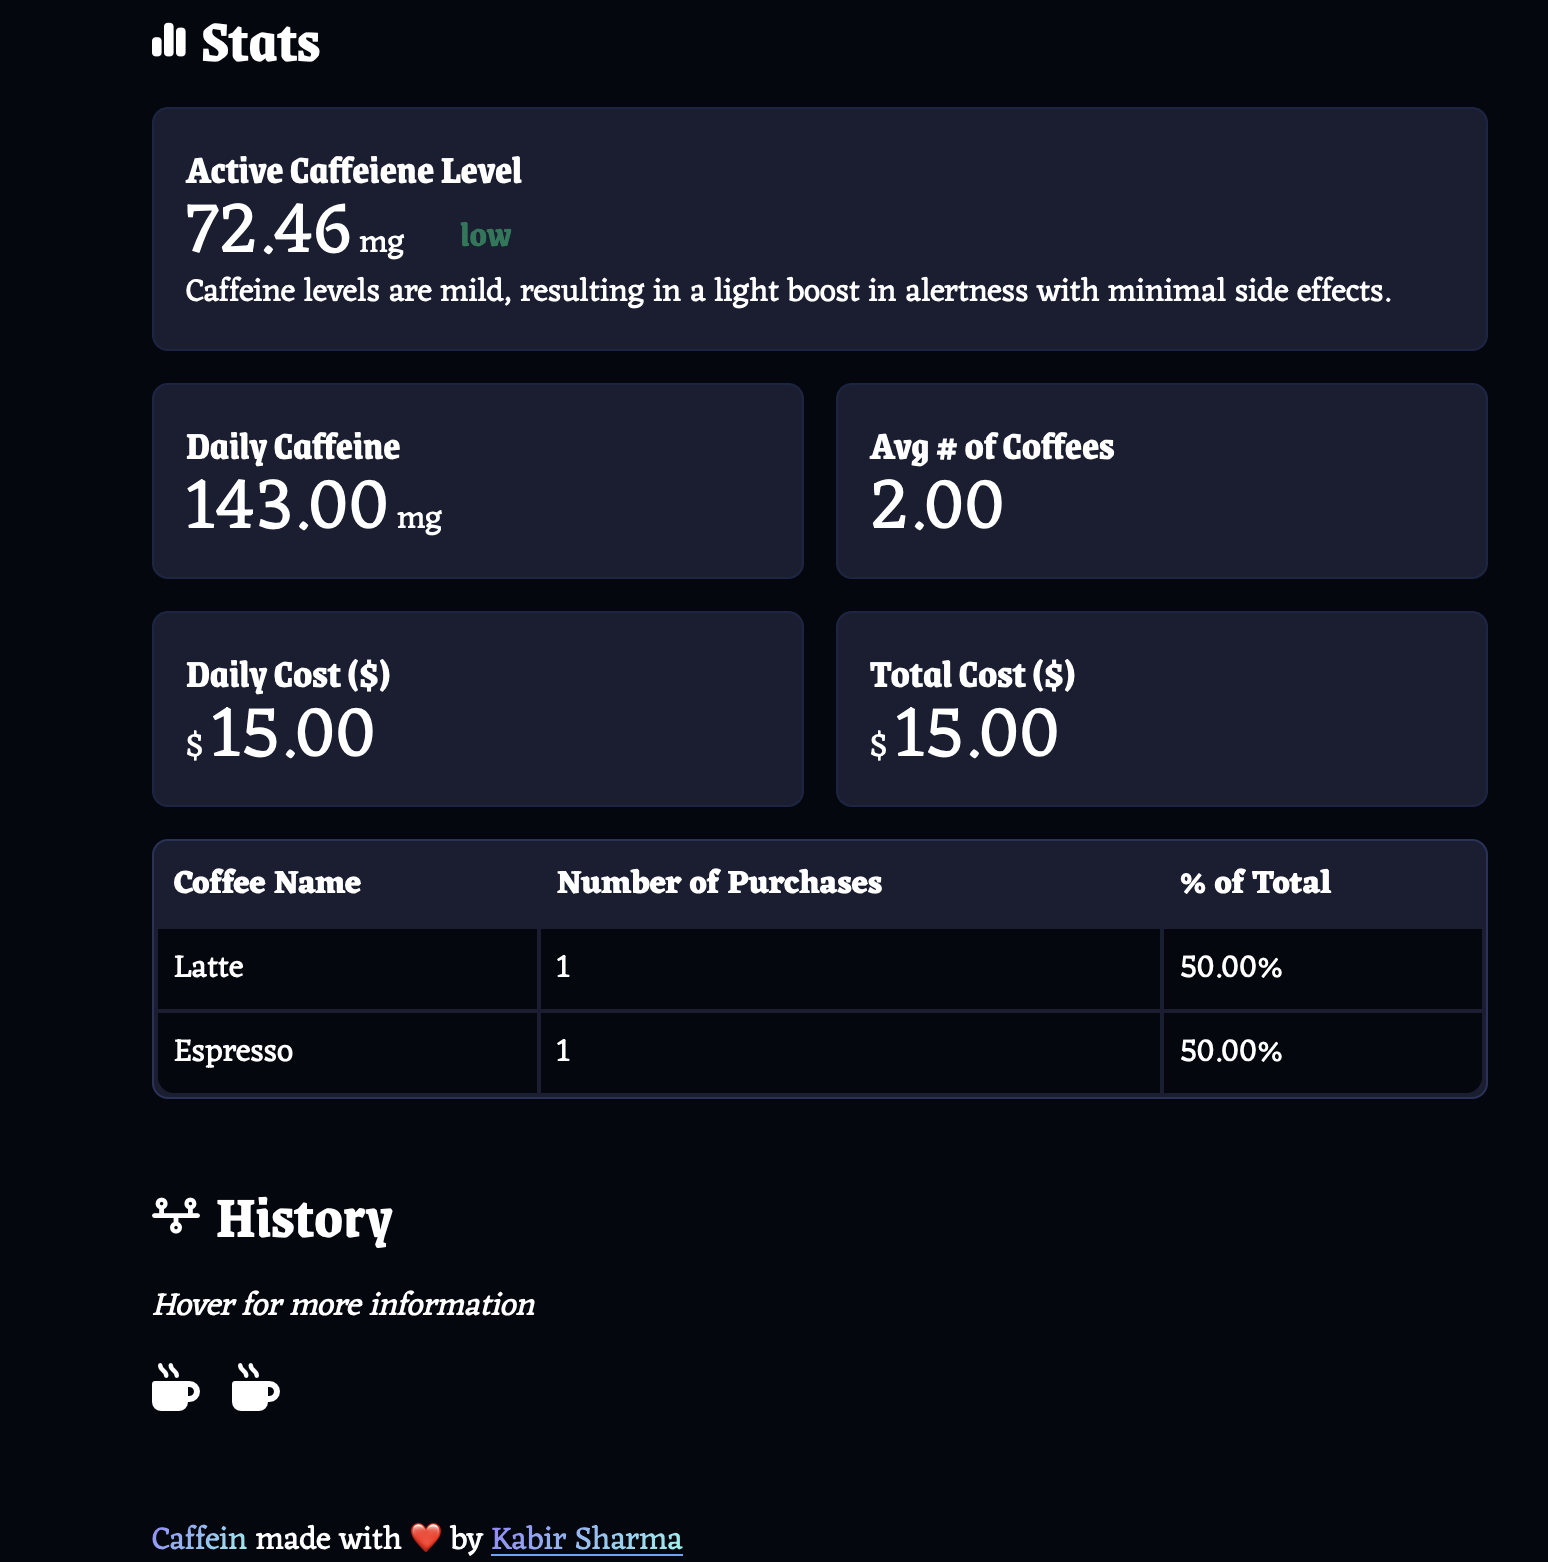 Stats
Active Caffeiene Level
72.46 mg low
Caffeine levels are mild, resulting in a light boost in alertness with minimal side effects.
Daily Caffeine
143.00 mg
Avg # of Coffees
2.00
Daily Cost ($)
$ 15.00
Total Cost ($)
$ 15.00
Coffee Name Number of Purchases % of Total
Latte 1 50.00%
Espresso 1 50.00%
History
Hover for more information
Caffein made with ❤️ by Kabir Sharma